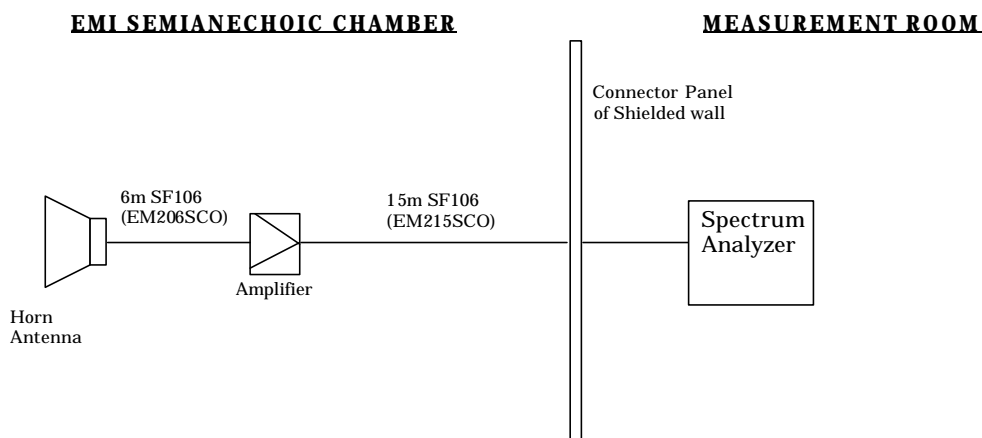 EMI SEMIANECHOIC CHAMBER
MEASUREMENT ROOM
Connector Panel
of Shielded wall
6m SF106
(EM206SCO)
15m SF106
(EM215SCO)
Spectrum
Analyzer
Amplifier
Horn
Antenna